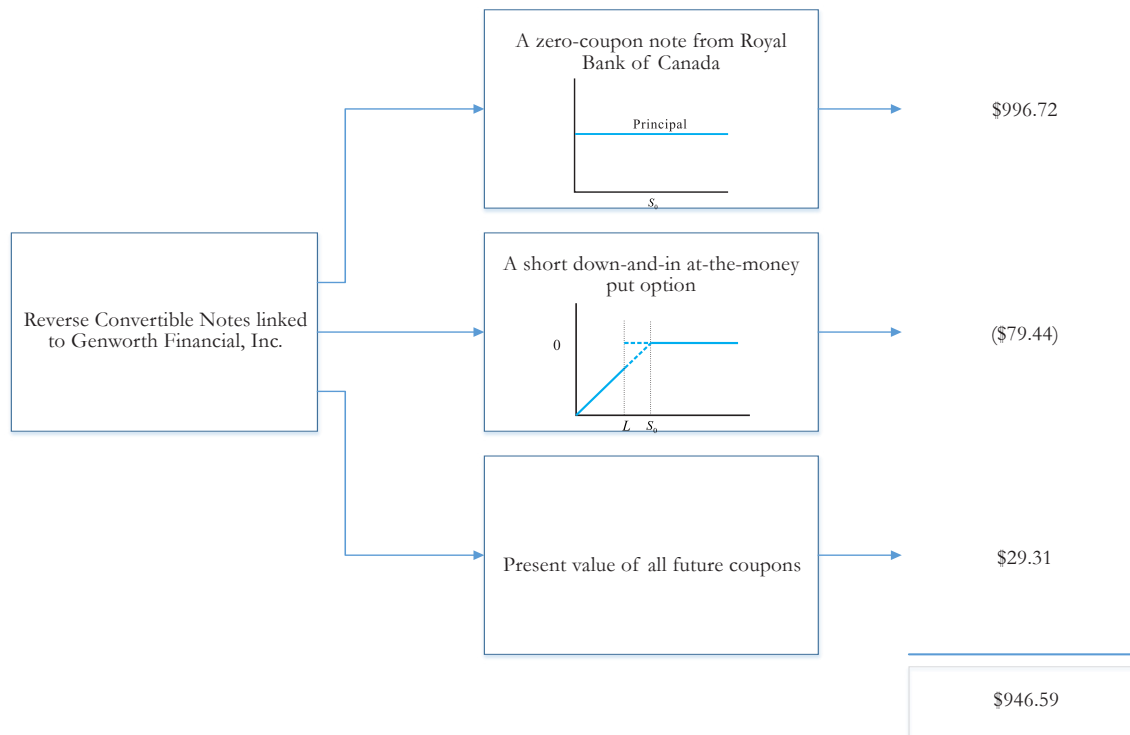 A zero-coupon note from Royal
Bank of Canada
Principal
S₀
$996.72
Reverse Convertible Notes linked
to Genworth Financial, Inc.
A short down-and-in at-the-money
put option
0
L S₀
($79.44)
Present value of all future coupons
$29.31
$946.59